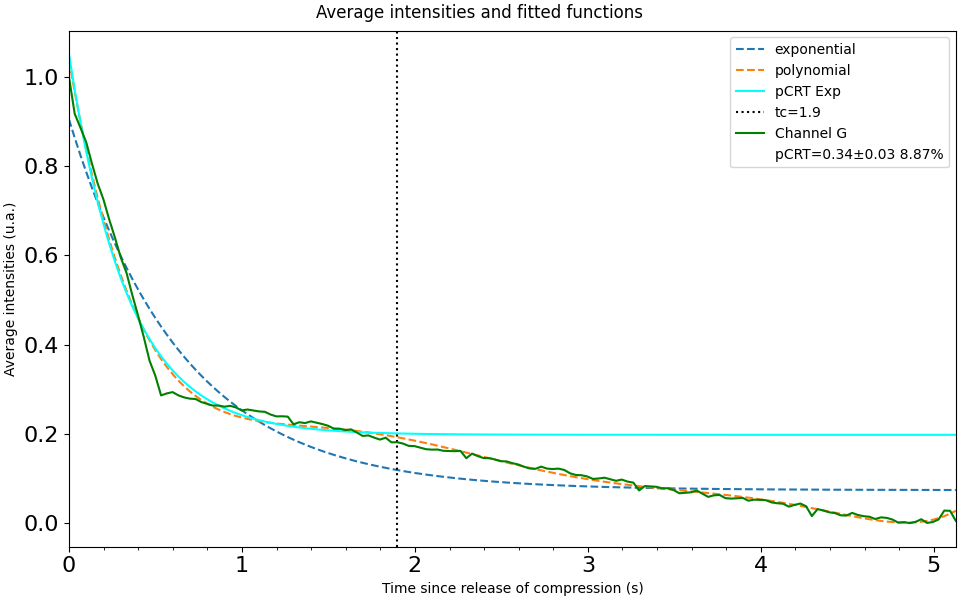 Average intensities and fitted functions
Average intensities (u.a.)
1.0
0.8
0.6
0.4
0.2
0.0
exponential
polynomial
pCRT Exp
tc=1.9
Channel G
pCRT=0.34±0.03 8.87%
0 1 2 3 4 5
Time since release of compression (s)